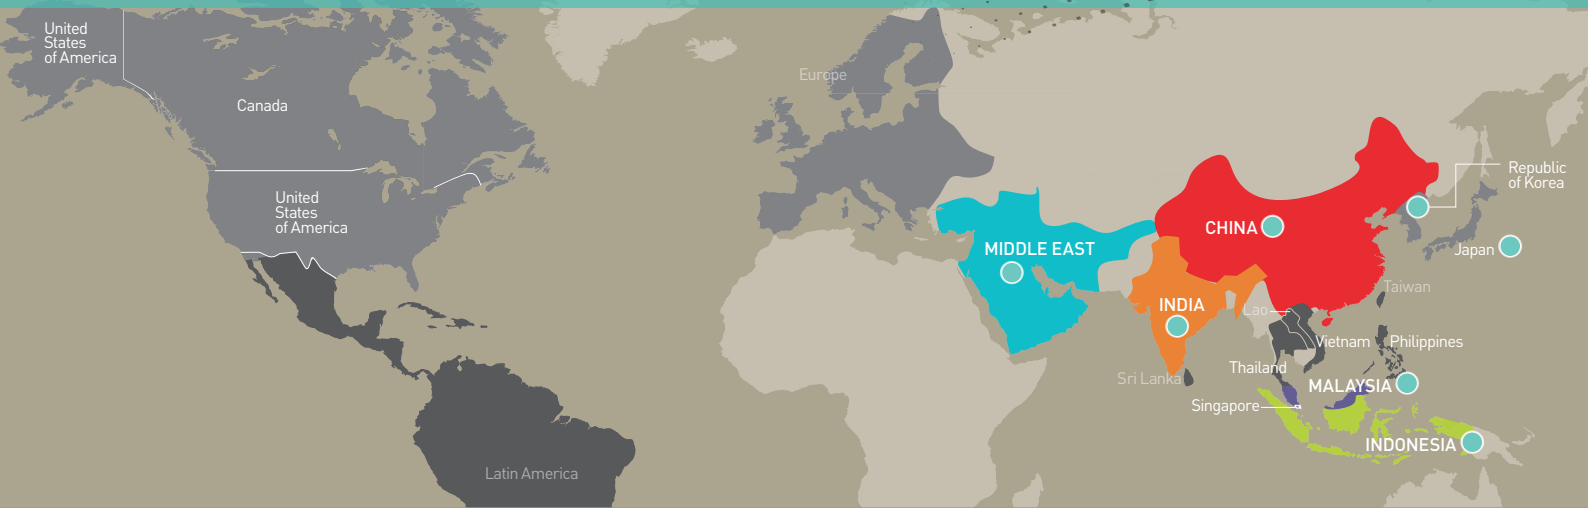 United
States
of America
Canada
United
States
of America
Latin America
Europe
MIDDLE EAST
CHINA
INDIA
Sri Lanka
Lao
Thailand
Vietnam
Singapore
MALAYSIA
INDONESIA
Philippines
Taiwan
Japan
Republic
of Korea